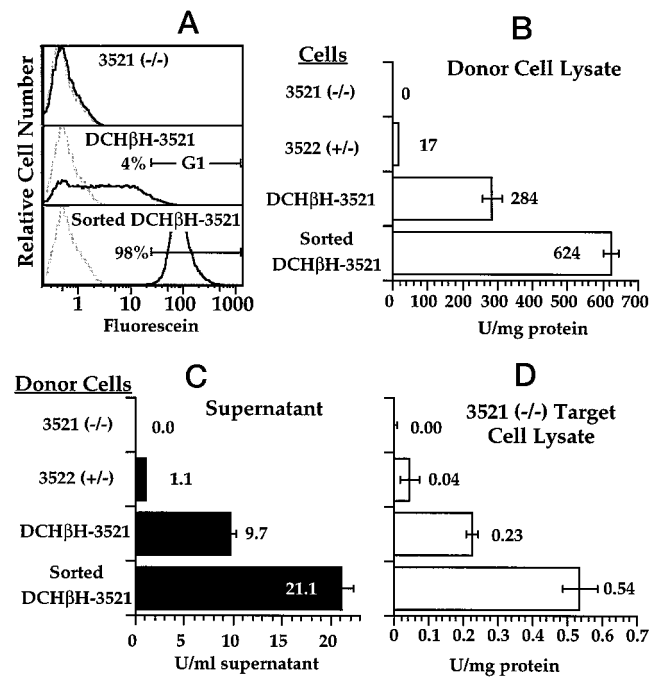 A
Relative Cell Number
3521 (-/-)
DCHβH-3521
4% G1
Sorted DCHβH-3521
98%
1 10 100 1000
Fluorescein
B
Cells
Donor Cell Lysate
3521 (-/-)
0
3522 (+/-)
17
DCHβH-3521
284
Sorted
DCHβH-3521
624
0 100 200 300 400 500 600 700
U/mg protein
C
Donor Cells
Supernatant
3521 (-/-)
0.0
3522 (+/-)
1.1
DCHβH-3521
9.7
Sorted
DCHβH-3521
21.1
0 5 10 15 20
U/ml supernatant
D
3521 (-/-) Target
Cell Lysate
0.00
0.04
0.23
0.54
0 0.1 0.2 0.3 0.4 0.5 0.6 0.7
U/mg protein